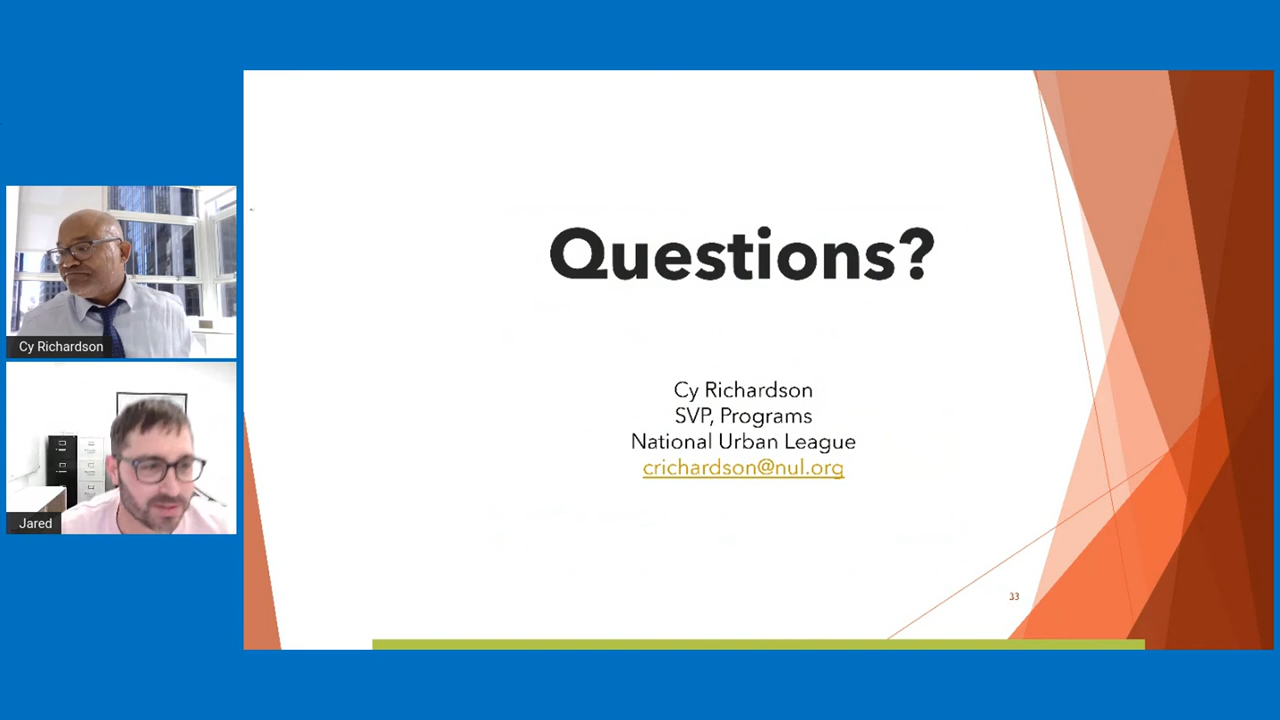 Questions?
Cy Richardson
SVP, Programs
National Urban League
crichardson@nul.org
33
Cy Richardson
Jared